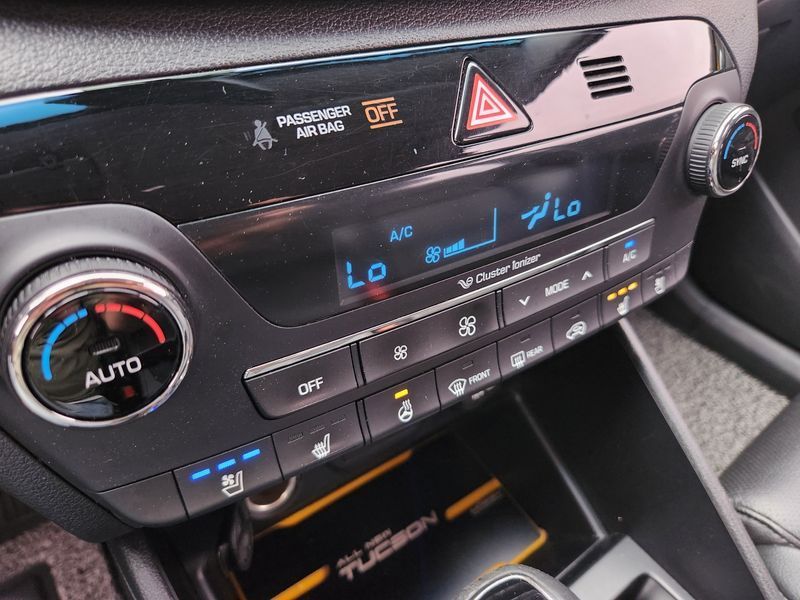 PASSENGER
AIR BAG
OFF
A/C
Lo
Lo
SYNC
Cluster Ionizer
AUTO
OFF
MODE
A/C
FRONT
REAR
ALL NEW
TUCSON